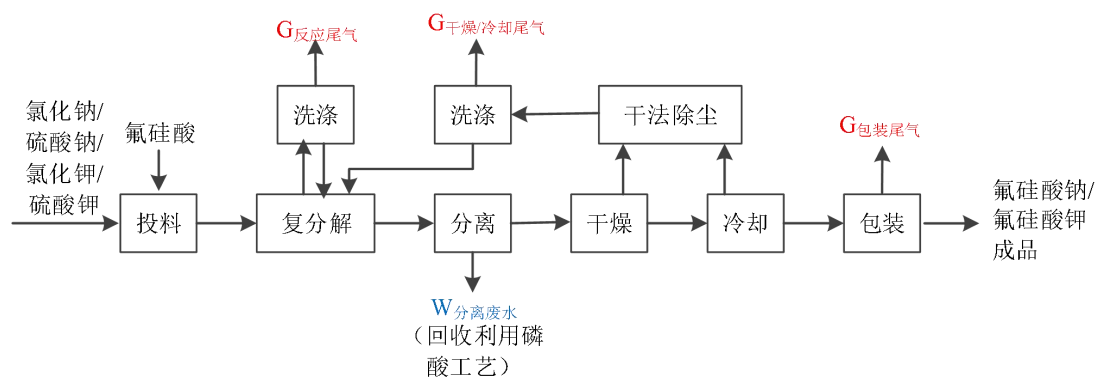 G反应尾气
G干燥/冷却尾气
洗涤
洗涤
干法除尘
氯化钠/
硫酸钠/
氯化钾/
硫酸钾
氟硅酸
G包装尾气
投料
复分解
分离
干燥
冷却
包装
氟硅酸钠/
氟硅酸钾
成品
W分离废水
（回收利用磷
酸工艺）